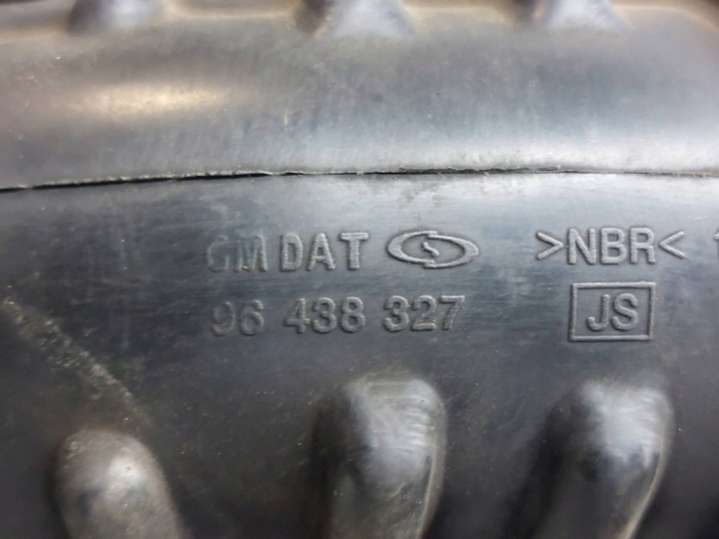 GM DAT >NBR<
96 438 327 JS